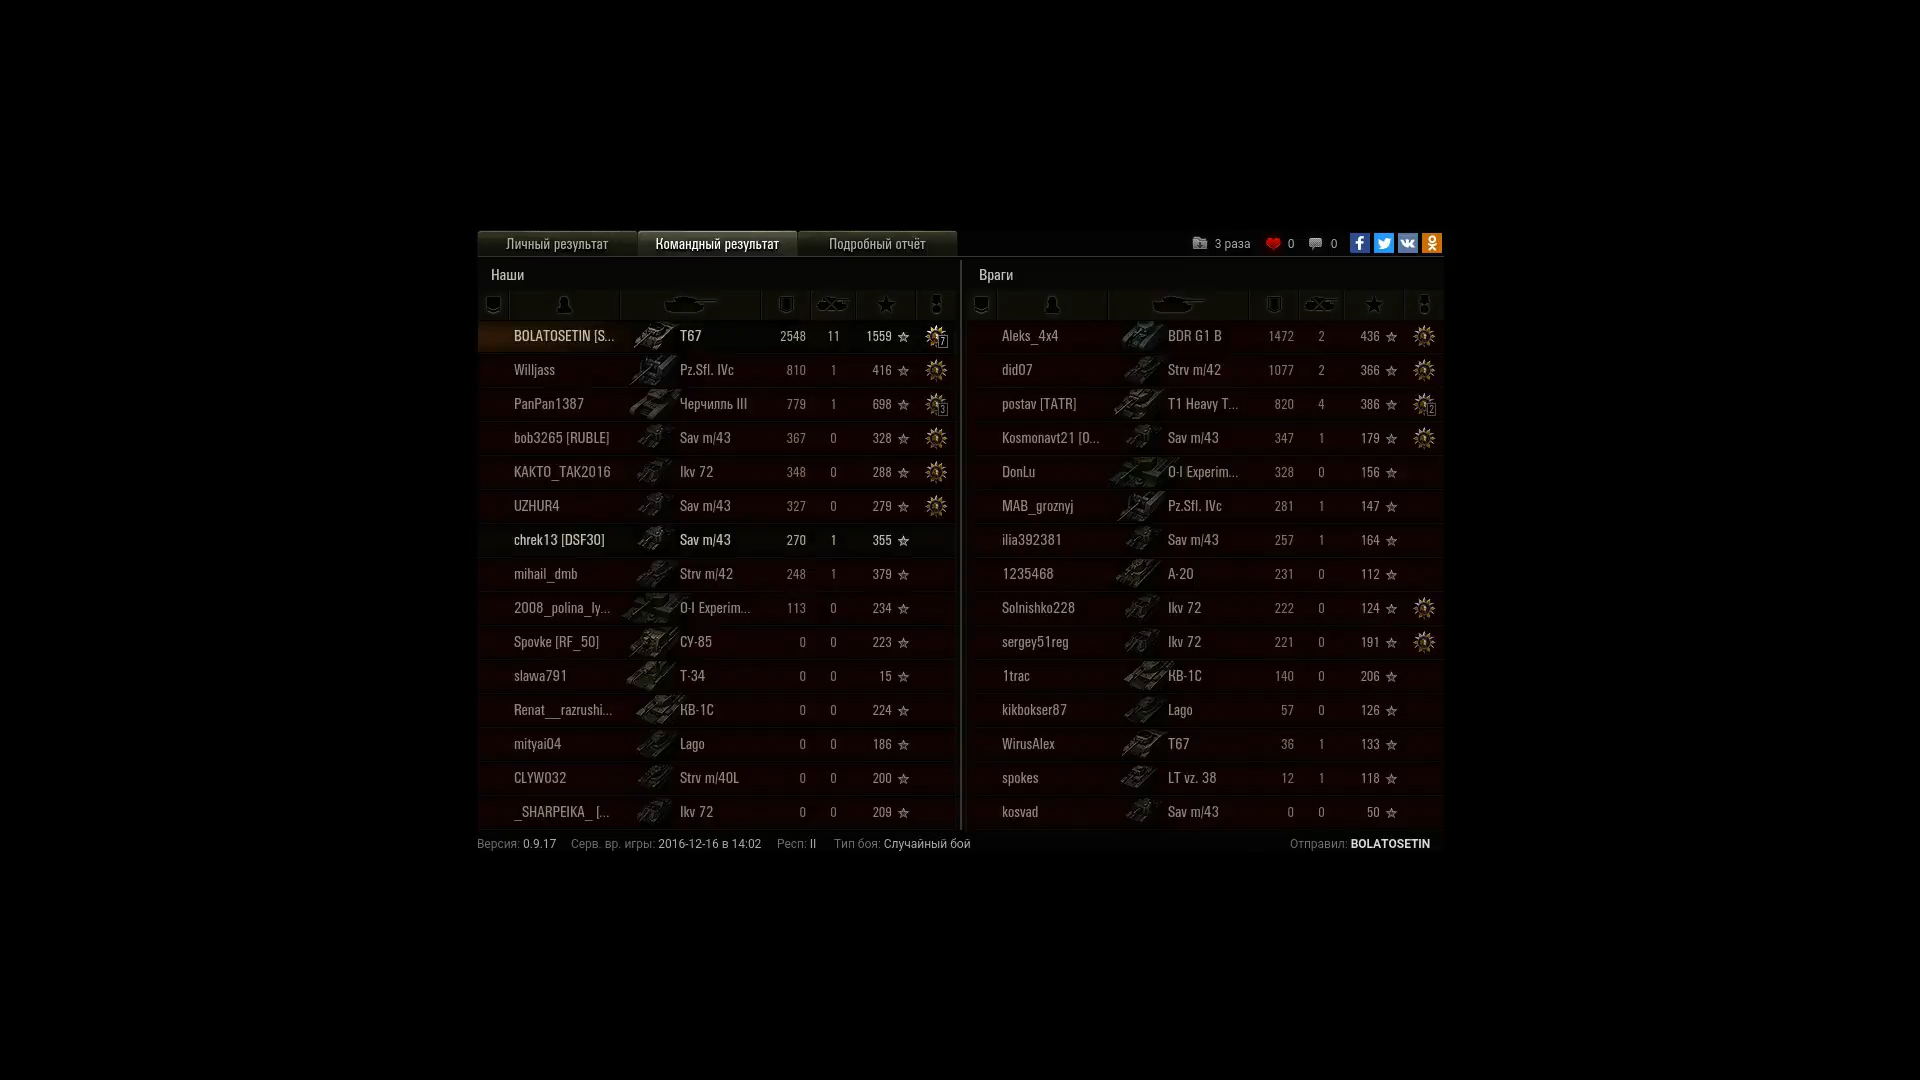 Личный результат Командный результат Подробный отчёт 3 раза 0 0
Наши Враги
BOLATOSETIN [S... T67 2548 11 1559 7 Aleks_4x4 BDR G1 B 1472 2 436
Willjass Pz.Sfl. IVc 810 1 416 did07 Strv m/42 1077 2 366
PanPan1387 Черчилль III 779 1 698 3 postav [TATR] T1 Heavy T... 820 4 386 2
bob3265 [RUBLE] Sav m/43 367 0 328 Kosmonavt21 [O... Sav m/43 347 1 179
KAKTO_TAK2016 Ikv 72 348 0 288 DonLu O-I Experim... 328 0 156
UZHUR4 Sav m/43 327 0 279 MAB_groznyj Pz.Sfl. IVc 281 1 147
chrek13 [DSF30] Sav m/43 270 1 355 ilia392381 Sav m/43 257 1 164
mihail_dmb Strv m/42 248 1 379 1235468 А-20 231 0 112
2008_polina_ly... O-I Experim... 113 0 234 Solnishko228 Ikv 72 222 0 124
Spovke [RF_50] СУ-85 0 0 223 sergey51reg Ikv 72 221 0 191
slawa791 Т-34 0 0 15 1trac КВ-1С 140 0 206
Renat__razrushi... КВ-1С 0 0 224 kikbokser87 Lago 57 0 126
mityai04 Lago 0 0 186 WirusAlex T67 36 1 133
CLYW032 Strv m/40L 0 0 200 spokes LT vz. 38 12 1 118
_SHARPEIKA_ [... Ikv 72 0 0 209 kosvad Sav m/43 0 0 50
Версия: 0.9.17 Серв. вр. игры: 2016-12-16 в 14:02 Респ: II Тип боя: Случайный бой Отправил: BOLATOSETIN